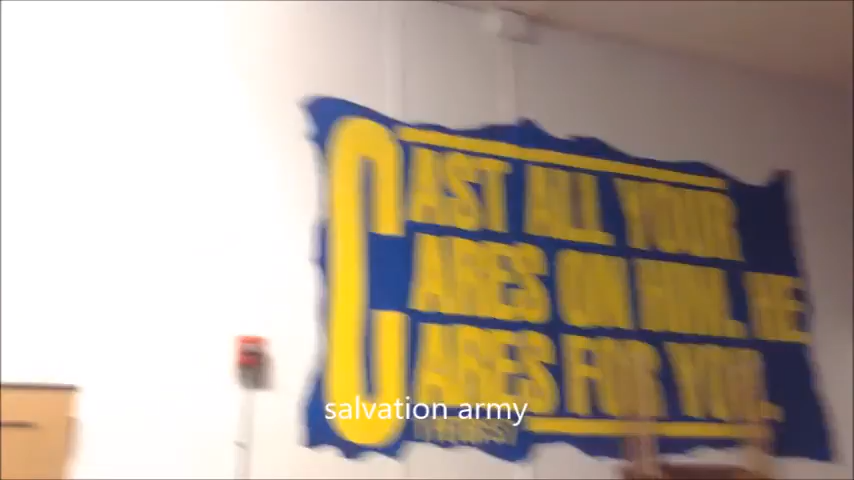 CAST ALL YOUR
CARES ON HIM. HE
CARES FOR YOU.
salvation army